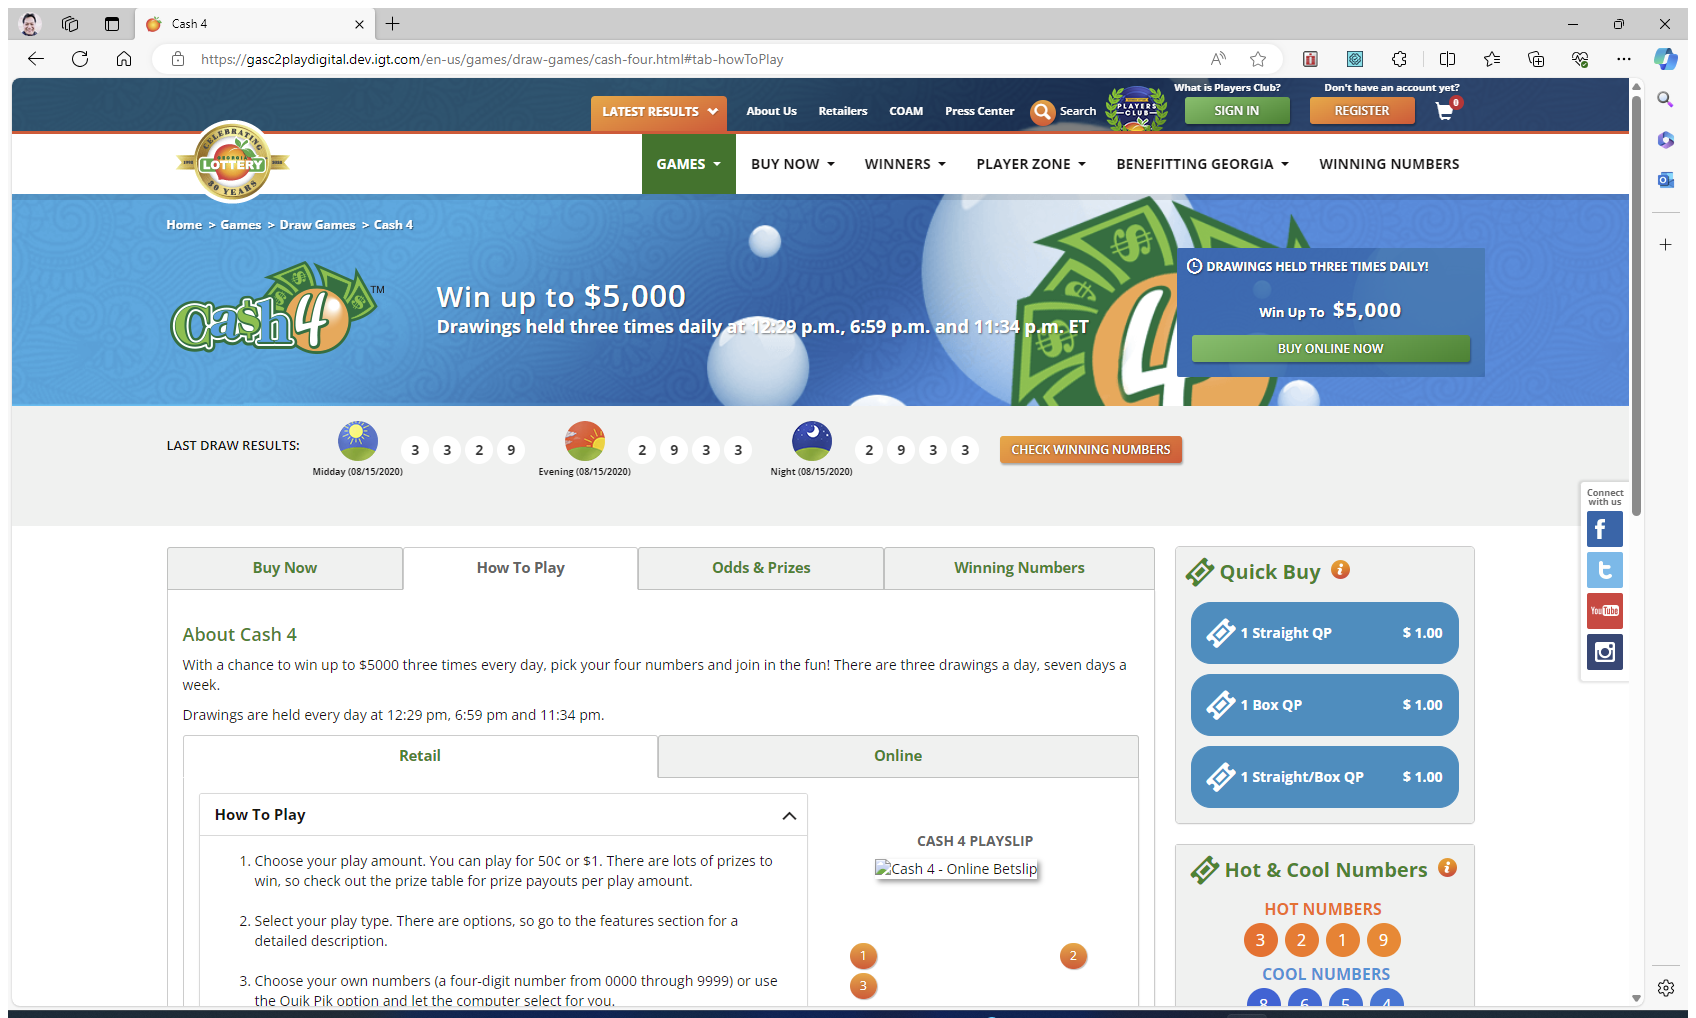 Cash 4
https://gasc2playdigital.dev.igt.com/en-us/games/draw-games/cash-four.html#tab-howToPlay
LATEST RESULTS
About Us
Retailers
COAM
Press Center
Search
PLAYERS
CLUB
What is Players Club?
SIGN IN
Don't have an account yet?
REGISTER
0
CELEBRATING
GEORGIA
LOTTERY
30 YEARS
GAMES
BUY NOW
WINNERS
PLAYER ZONE
BENEFITTING GEORGIA
WINNING NUMBERS
Home > Games > Draw Games > Cash 4
Cash 4 TM
Win up to $5,000
Drawings held three times daily at 12:29 p.m., 6:59 p.m. and 11:34 p.m. ET
DRAWINGS HELD THREE TIMES DAILY!
Win Up To $5,000
BUY ONLINE NOW
LAST DRAW RESULTS:
Midday (08/15/2020)
3 3 2 9
Evening (08/15/2020)
2 9 3 3
Night (08/15/2020)
2 9 3 3
CHECK WINNING NUMBERS
Connect
with us
You Tube
Buy Now
How To Play
Odds & Prizes
Winning Numbers
About Cash 4
With a chance to win up to $5000 three times every day, pick your four numbers and join in the fun! There are three drawings a day, seven days a
week.
Drawings are held every day at 12:29 pm, 6:59 pm and 11:34 pm.
Retail
Online
How To Play
1. Choose your play amount. You can play for 50¢ or $1. There are lots of prizes to
win, so check out the prize table for prize payouts per play amount.
2. Select your play type. There are options, so go to the features section for a
detailed description.
3. Choose your own numbers (a four-digit number from 0000 through 9999) or use
the Quik Pik option and let the computer select for you.
CASH 4 PLAYSLIP
Cash 4 - Online Betslip
1
2
3
Quick Buy
1 Straight QP $ 1.00
1 Box QP $ 1.00
1 Straight/Box QP $ 1.00
Hot & Cool Numbers
HOT NUMBERS
3 2 1 9
COOL NUMBERS
8 6 5 4